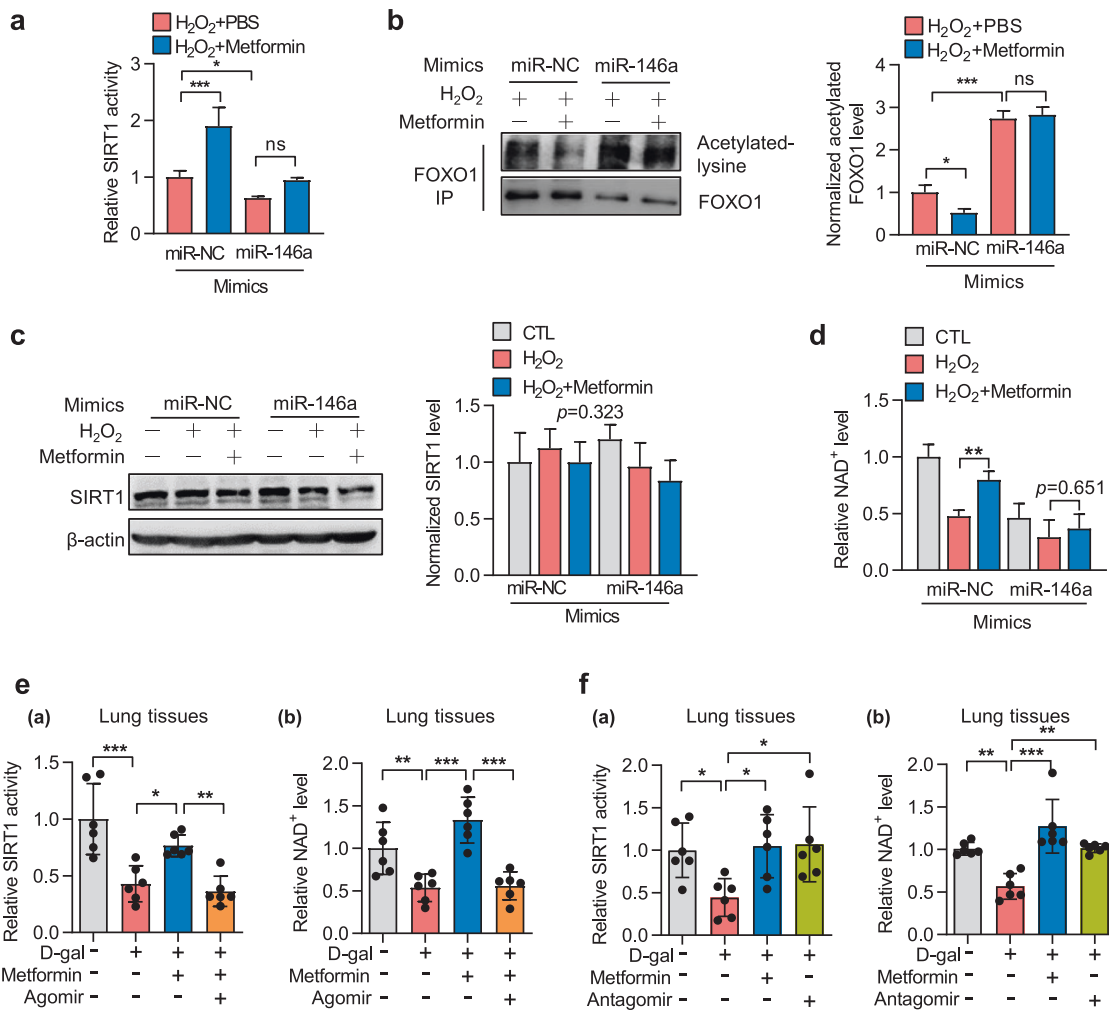 a
H₂O₂+PBS
H₂O₂+Metformin
Relative SIRT1 activity
3
2
1
0
*
***
ns
miR-NC miR-146a
Mimics
b
Mimics miR-NC miR-146a
H₂O₂ + + + +
Metformin − + − +
FOXO1 IP
Acetylated-lysine
FOXO1
H₂O₂+PBS
H₂O₂+Metformin
Normalized acetylated FOXO1 level
4
3
2
1
0
*** ns
*
miR-NC miR-146a
Mimics
c
Mimics miR-NC miR-146a
H₂O₂ − + + − + +
Metformin − − + − − +
SIRT1
β-actin
CTL
H₂O₂
H₂O₂+Metformin
Normalized SIRT1 level
1.5
1.0
0.5
0.0
p=0.323
miR-NC miR-146a
Mimics
d
CTL
H₂O₂
H₂O₂+Metformin
Relative NAD⁺ level
1.5
1.0
0.5
0.0
**
p=0.651
miR-NC miR-146a
Mimics
e
(a) Lung tissues
Relative SIRT1 activity
1.5
1.0
0.5
0.0
***
* **
D-gal - + + +
Metformin - - + +
Agomir - - - +
(b) Lung tissues
Relative NAD⁺ level
2.0
1.5
1.0
0.5
0.0
** *** ***
D-gal - + + +
Metformin - - + +
Agomir - - - +
f
(a) Lung tissues
Relative SIRT1 activity
2.0
1.5
1.0
0.5
0.0
*
* *
D-gal - + + +
Metformin - - + -
Antagomir - - - +
(b) Lung tissues
Relative NAD⁺ level
2.0
1.5
1.0
0.5
0.0
**
** ***
D-gal - + + +
Metformin - - + -
Antagomir - - - +